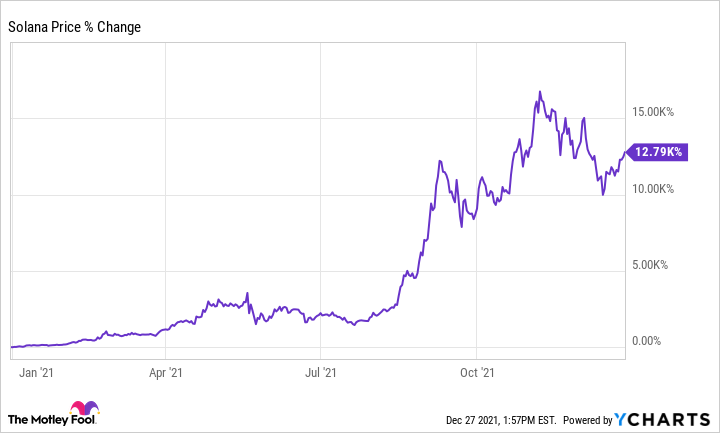 Solana Price % Change
15.00K%
12.79K%
10.00K%
5.00K%
0.00%
Jan '21 Apr '21 Jul '21 Oct '21
The Motley Fool. Dec 27 2021, 1:57PM EST. Powered by YCHARTS